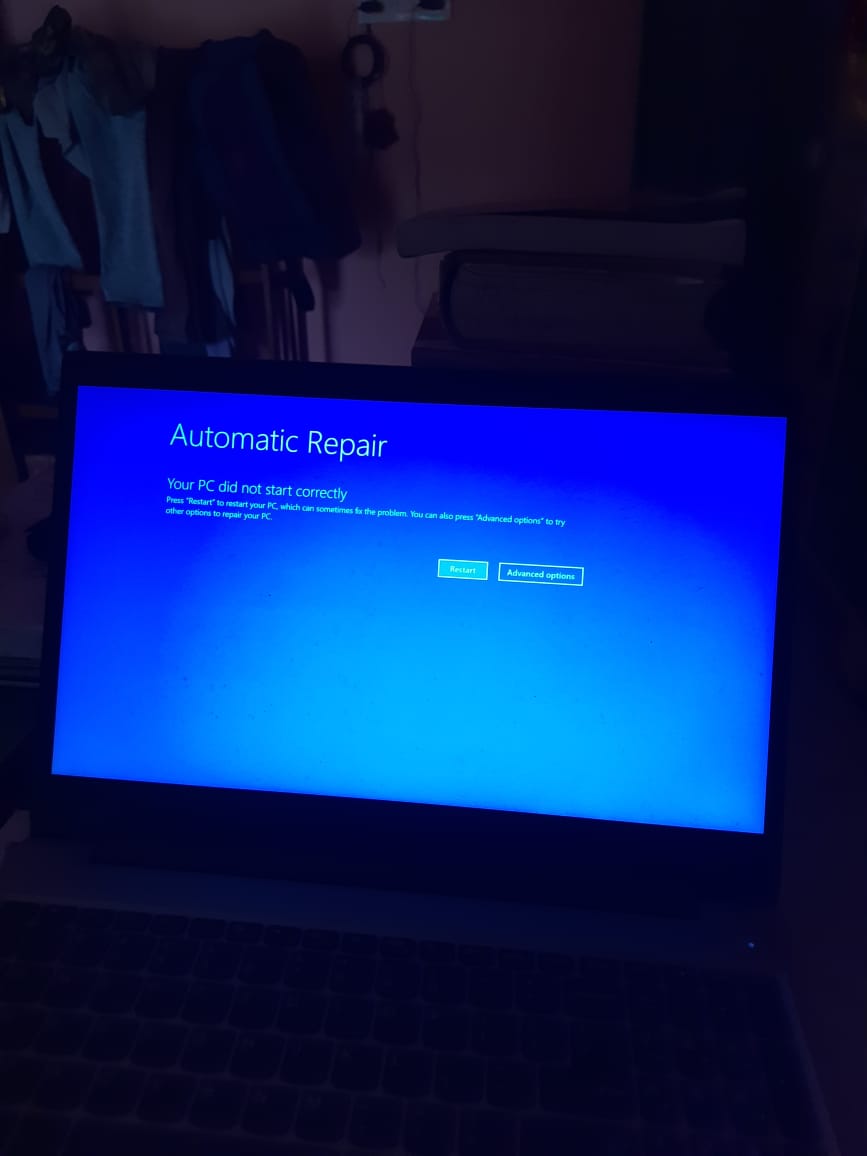 Automatic Repair
Your PC did not start correctly
Press "Restart" to restart your PC, which can sometimes fix the problem. You can also press "Advanced options" to try
other options to repair your PC.
Restart
Advanced options